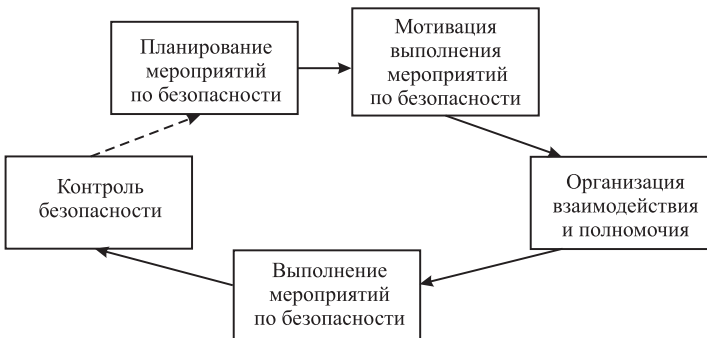 Планирование
мероприятий
по безопасности
Мотивация
выполнения
мероприятий
по безопасности
Организация
взаимодействия
и полномочия
Выполнение
мероприятий
по безопасности
Контроль
безопасности